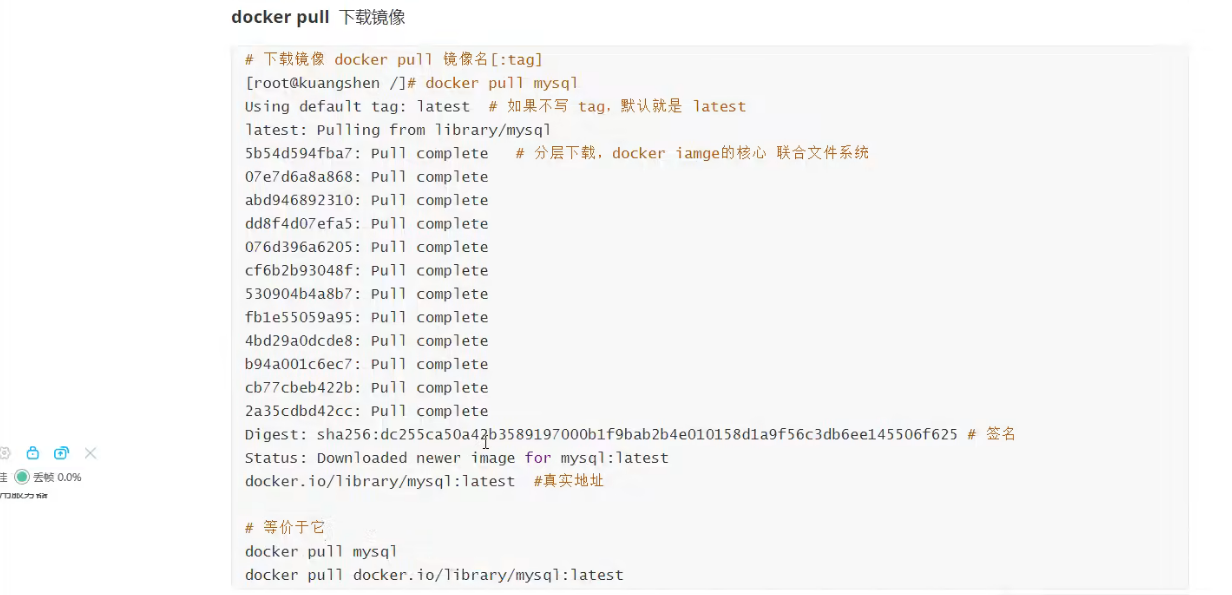 docker pull 下载镜像
# 下载镜像 docker pull 镜像名[:tag]
[root@kuangshen /]# docker pull mysql
Using default tag: latest  # 如果不写 tag，默认就是 latest
latest: Pulling from library/mysql
5b54d594fba7: Pull complete   # 分层下载，docker iamge的核心 联合文件系统
07e7d6a8a868: Pull complete
abd946892310: Pull complete
dd8f4d07efa5: Pull complete
076d396a6205: Pull complete
cf6b2b93048f: Pull complete
530904b4a8b7: Pull complete
fb1e55059a95: Pull complete
4bd29a0dcde8: Pull complete
b94a001c6ec7: Pull complete
cb77cbeb422b: Pull complete
2a35cdbd42cc: Pull complete
Digest: sha256:dc255ca50a42b3589197000b1f9bab2b4e010158d1a9f56c3db6ee145506f625 # 签名
Status: Downloaded newer image for mysql:latest
docker.io/library/mysql:latest  #真实地址
丢帧 0.0%
# 等价于它
docker pull mysql
docker pull docker.io/library/mysql:latest